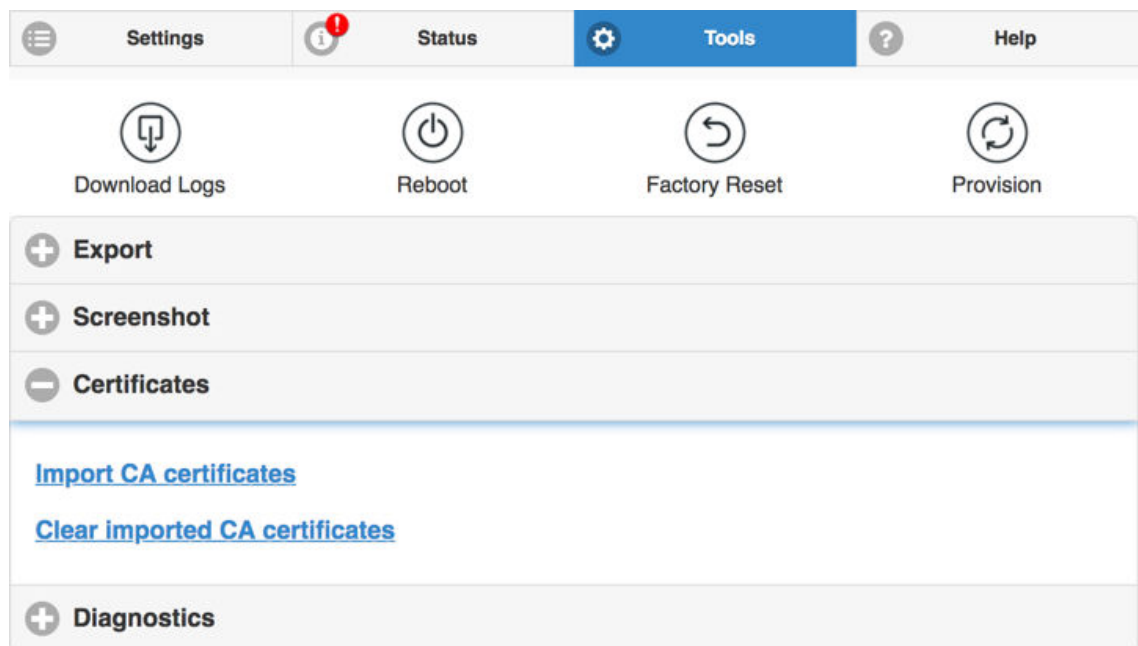 Settings ! Status Tools ? Help
Download Logs Reboot Factory Reset Provision
Export
Screenshot
Certificates
Import CA certificates
Clear imported CA certificates
Diagnostics